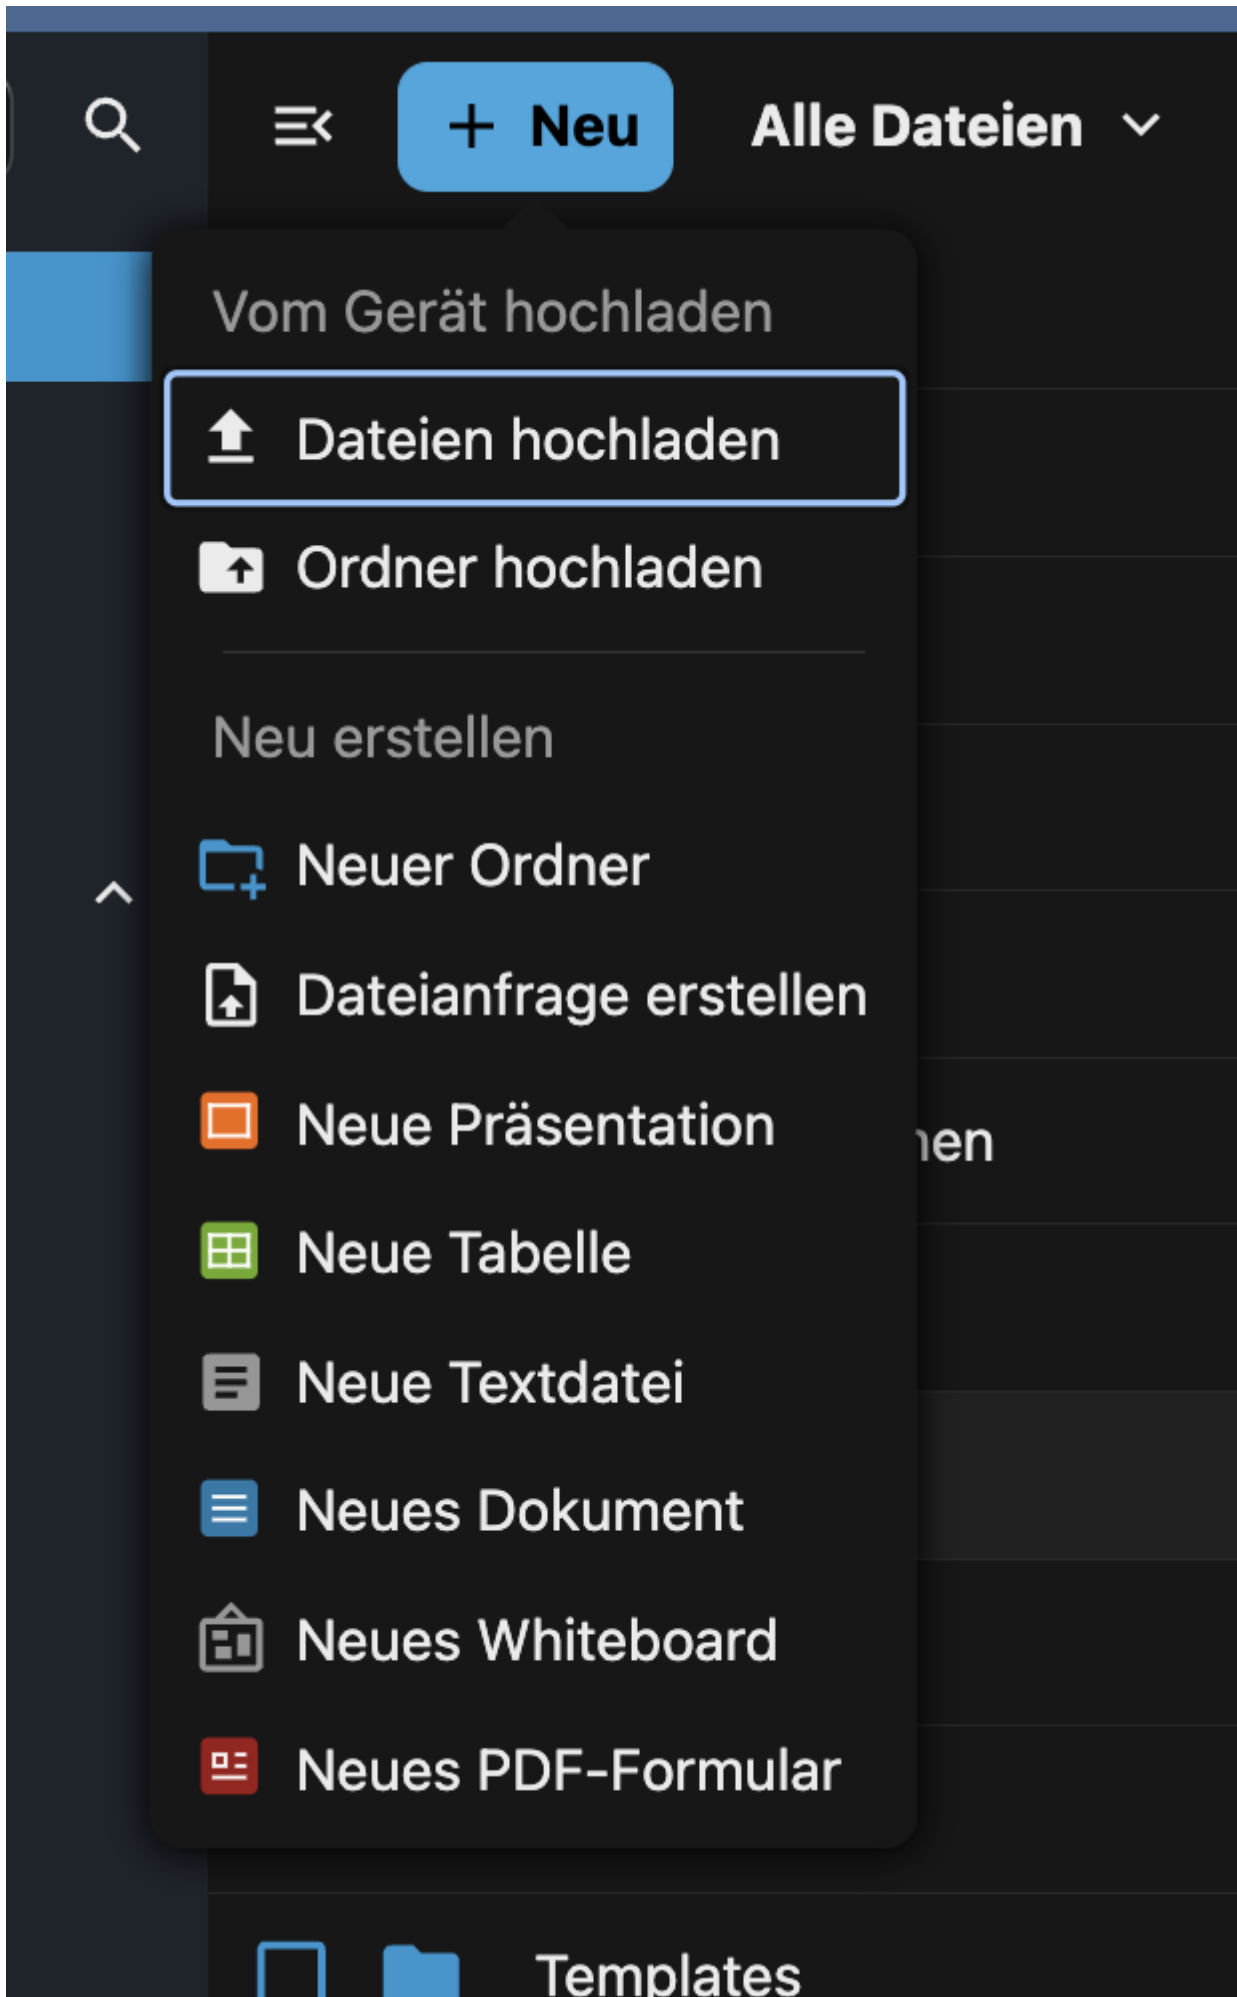 + Neu
Alle Dateien
Vom Gerät hochladen
Dateien hochladen
Ordner hochladen
Neu erstellen
Neuer Ordner
Dateianfrage erstellen
Neue Präsentation
nen
Neue Tabelle
Neue Textdatei
Neues Dokument
Neues Whiteboard
Neues PDF-Formular
Templates